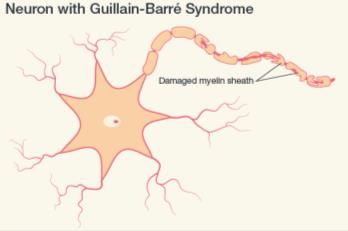 Neuron with Guillain-Barré Syndrome
Damaged myelin sheath